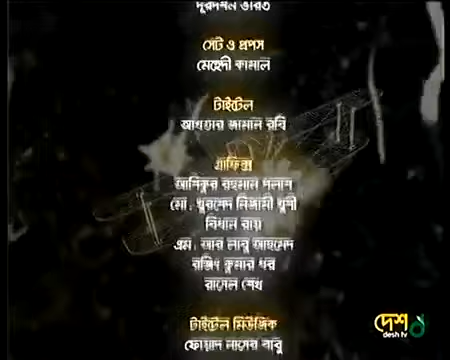 দূরদর্শন ভারত
সেট ও প্রপস
মেহেদী কামাল
টাইটেল
আখতার জামাল রবি
গ্রাফিক্স
আশিকুর রহমান পলাশ
মো. খুরশেদ নিজামী খুশী
বিধান রায়
এম. আর লাবু আহমেদ
রঞ্জিৎ কুমার ধর
রাসেল শেখ
টাইটেল মিউজিক
ফোয়াদ নাসের বাবু
দেশ
desh tv